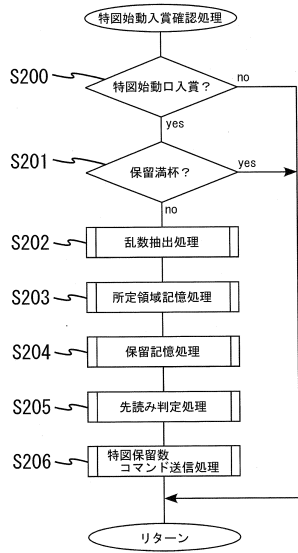 特図始動入賞確認処理
S200
特図始動口入賞？
no
yes
S201
保留満杯？
yes
no
S202
乱数抽出処理
S203
所定領域記憶処理
S204
保留記憶処理
S205
先読み判定処理
S206
特図保留数
コマンド送信処理
リターン